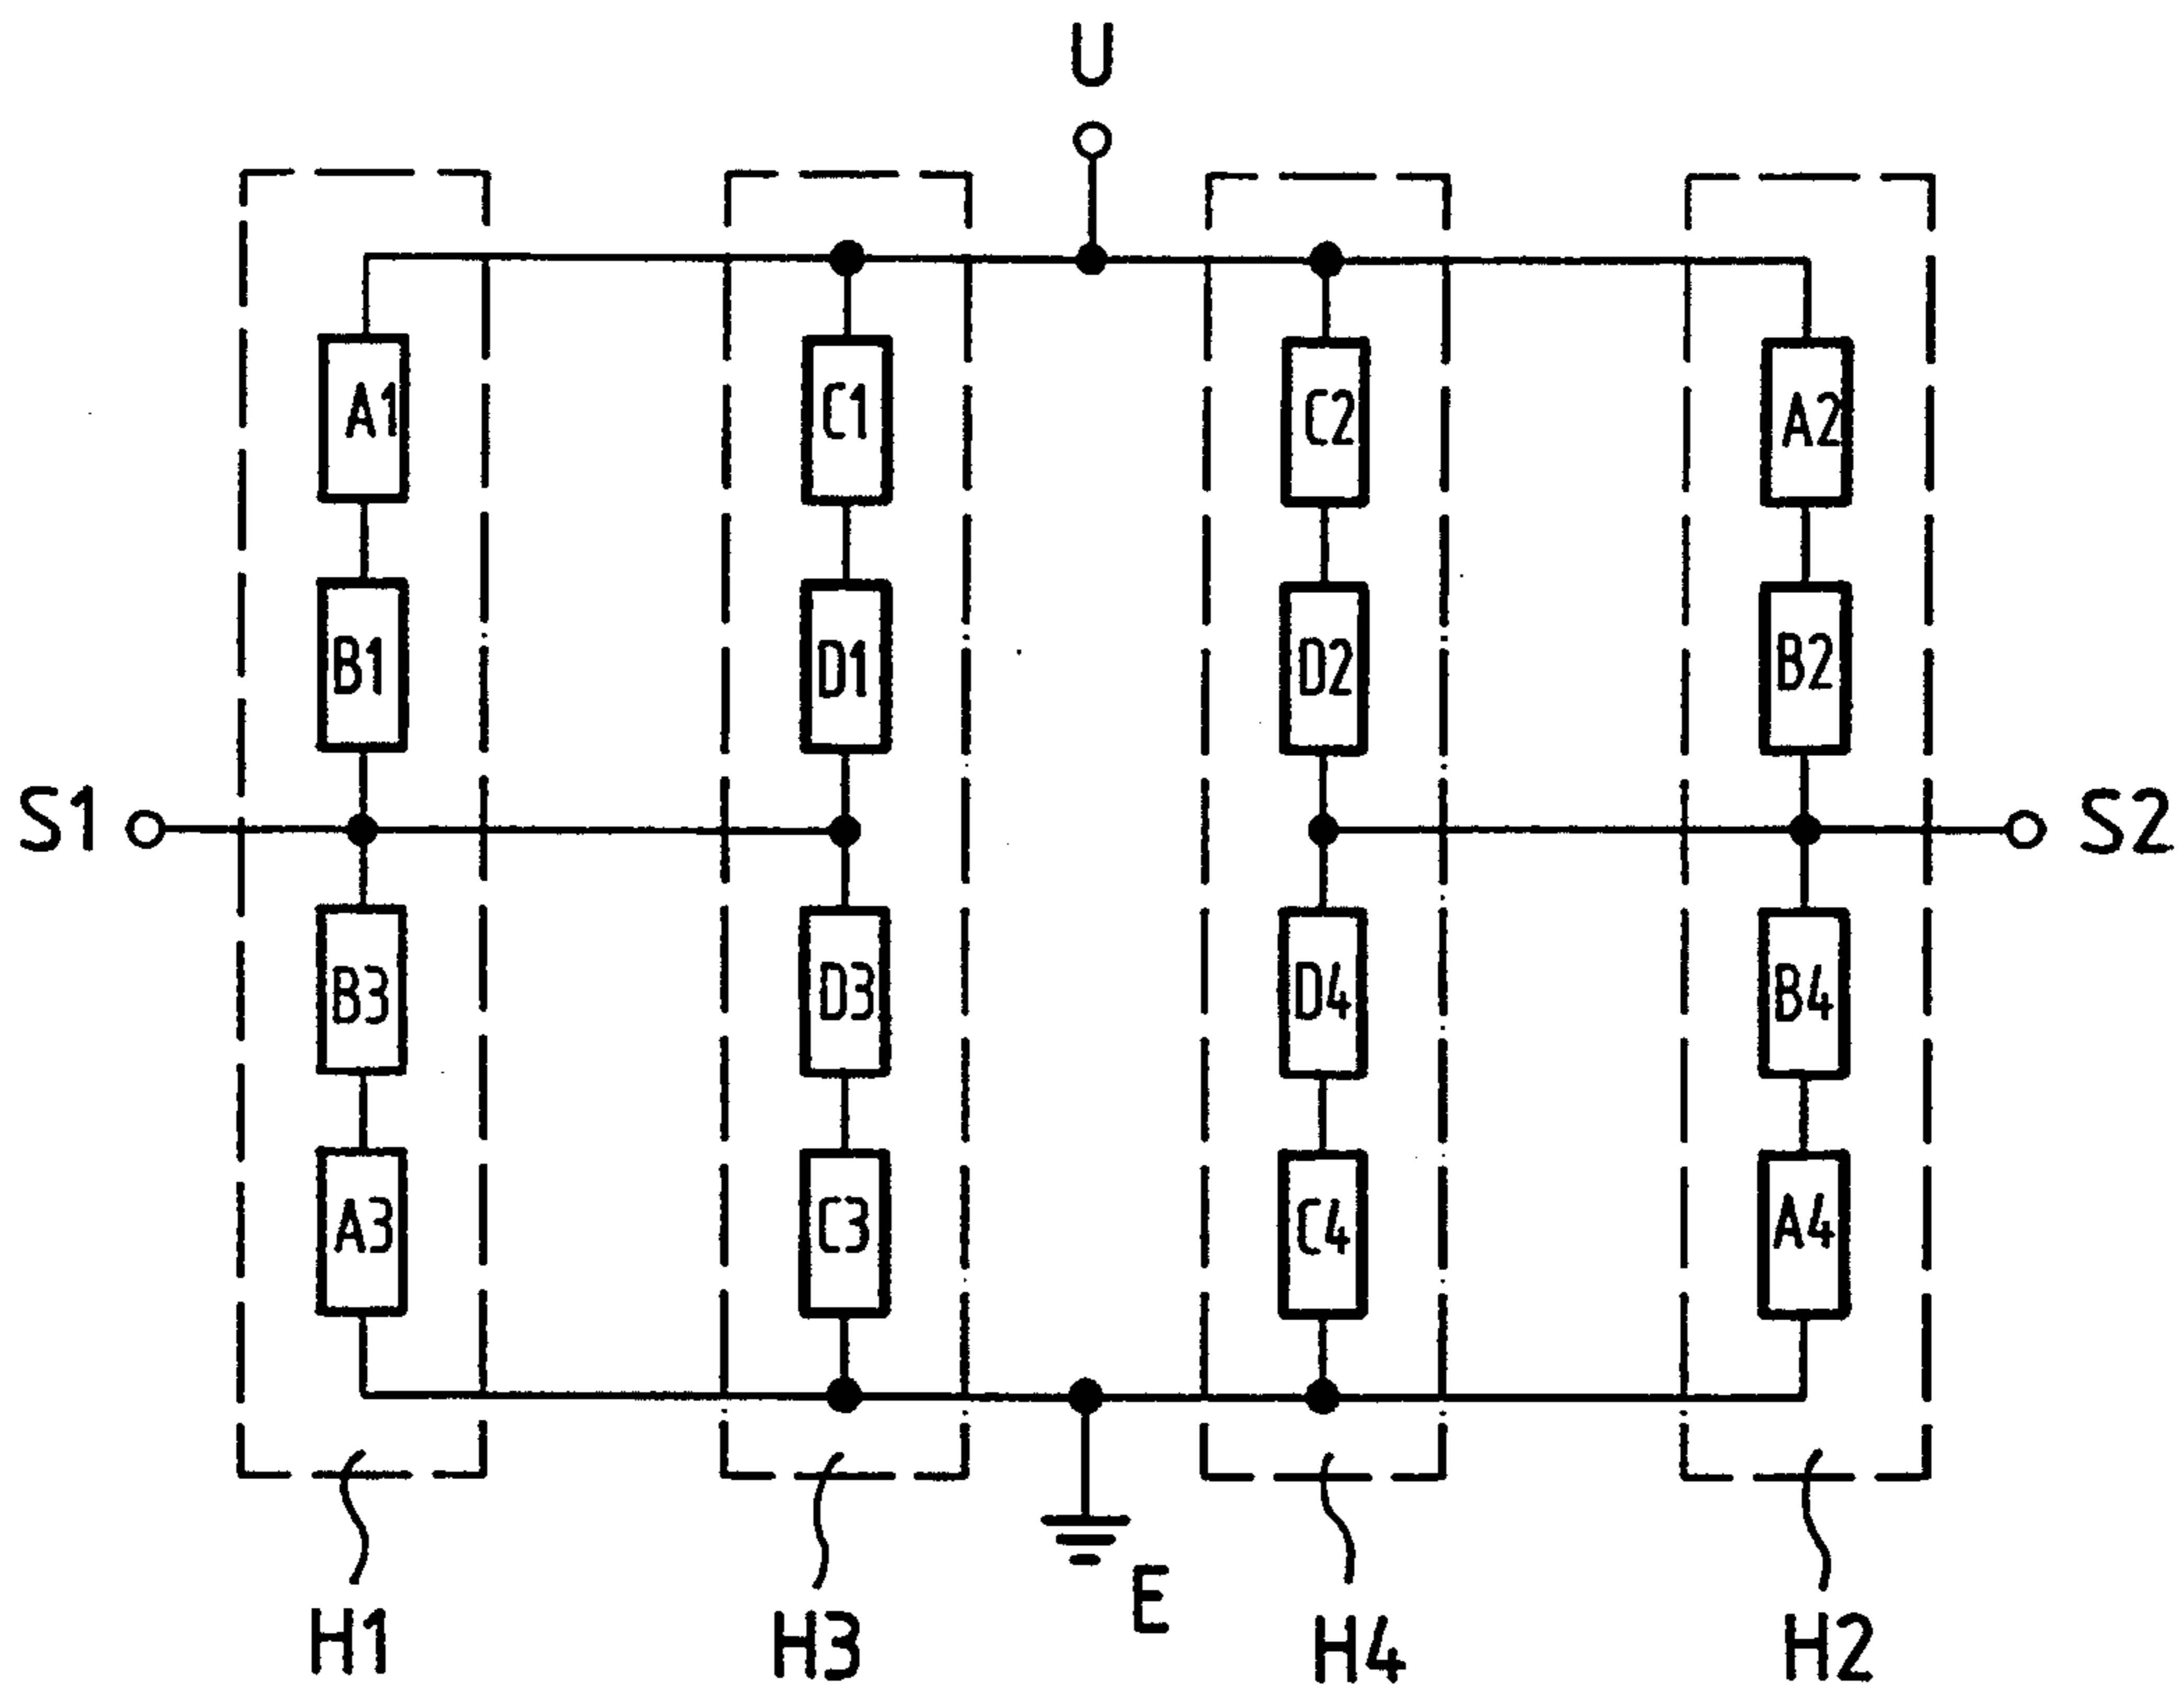 U
A1 C1 C2 A2
B1 D1 D2 B2
S1 S2
B3 D3 D4 B4
A3 C3 C4 A4
E
H1 H3 H4 H2